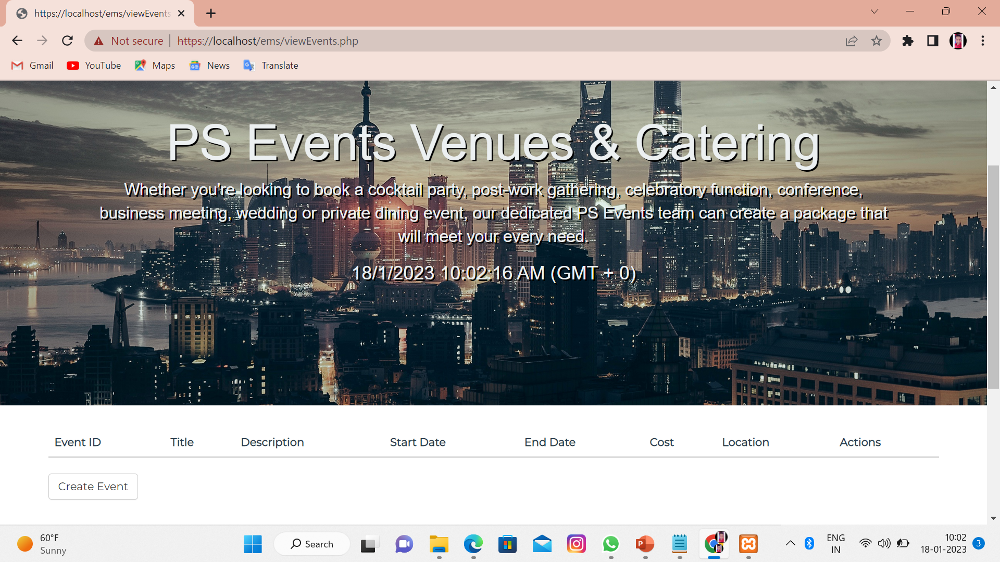 https://localhost/ems/viewEvents
Not secure
https://localhost/ems/viewEvents.php
Gmail
YouTube
Maps
News
Translate
PS Events Venues & Catering
Whether you're looking to book a cocktail party, post-work gathering, celebratory function, conference,
business meeting, wedding or private dining event, our dedicated PS Events team can create a package that
will meet your every need.
18/1/2023 10:02:16 AM (GMT + 0)
Event ID
Title
Description
Start Date
End Date
Cost
Location
Actions
Create Event
60°F
Sunny
Search
ENG
IN
10:02
18-01-2023
3